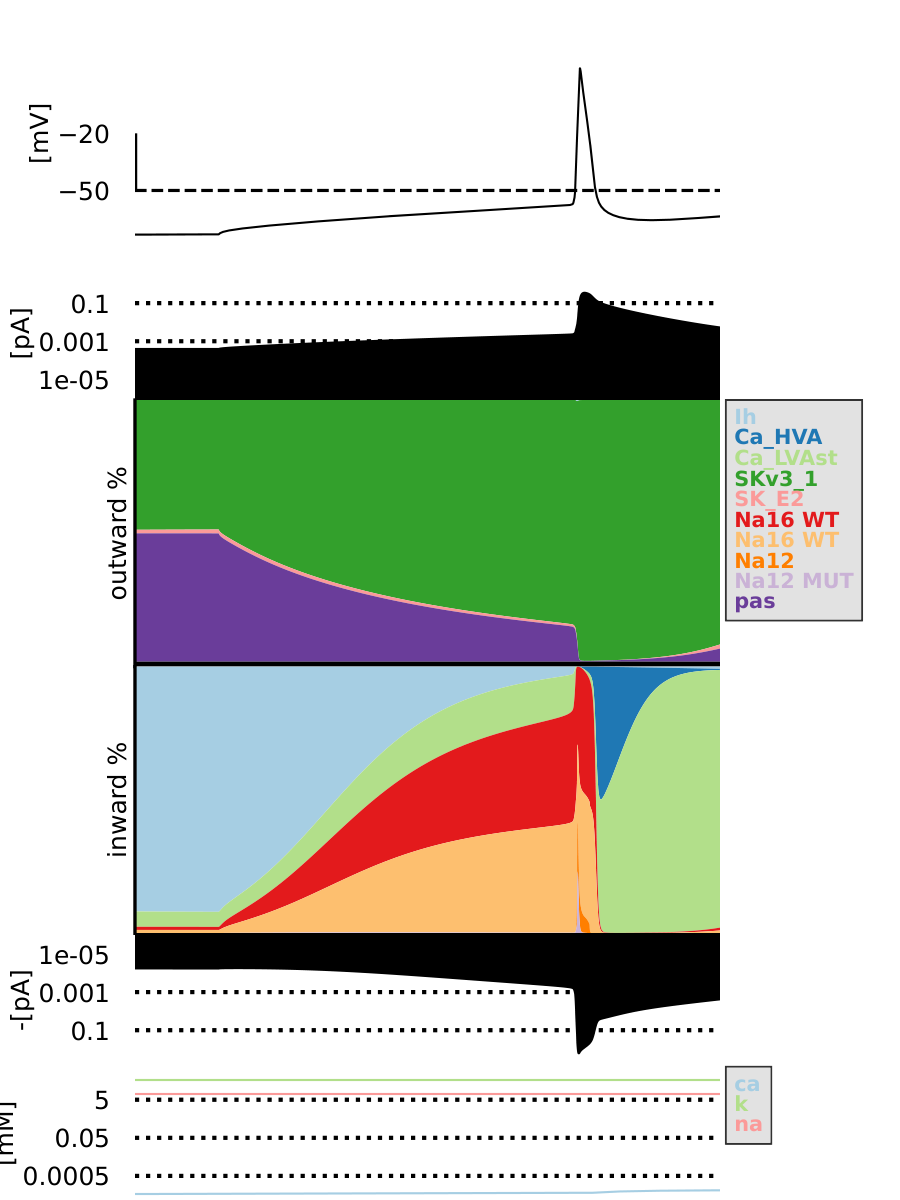 [mV]
−20
−50
[pA]
0.1
0.001
1e-05
outward %
Ih
Ca_HVA
Ca_LVAst
SKv3_1
SK_E2
Na16 WT
Na16 WT
Na12
Na12 MUT
pas
inward %
-[pA]
1e-05
0.001
0.1
[mM]
5
0.05
0.0005
ca
k
na